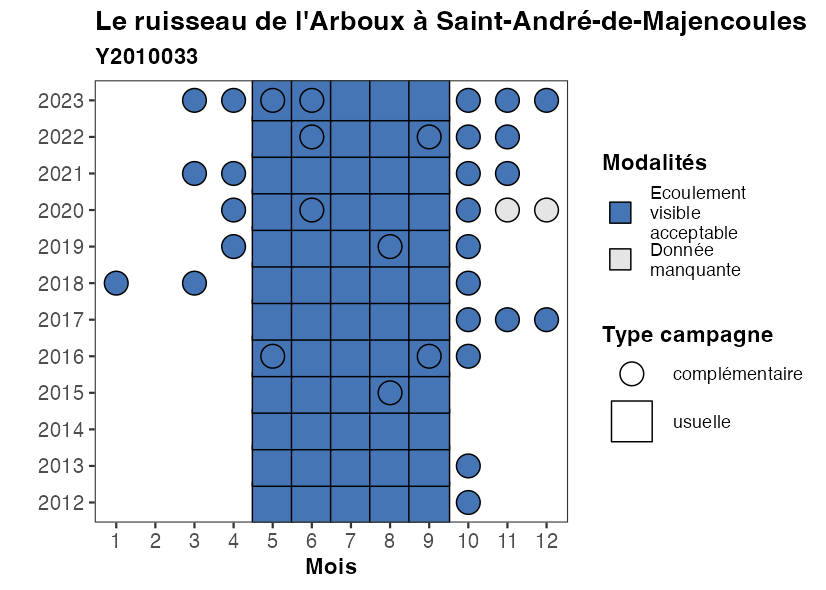 Le ruisseau de l'Arboux à Saint-André-de-Majencoules
Y2010033
2023
2022
2021
2020
2019
2018
2017
2016
2015
2014
2013
2012
1 2 3 4 5 6 7 8 9 10 11 12
Mois
Modalités
Ecoulement
visible
acceptable
Donnée
manquante
Type campagne
complémentaire
usuelle